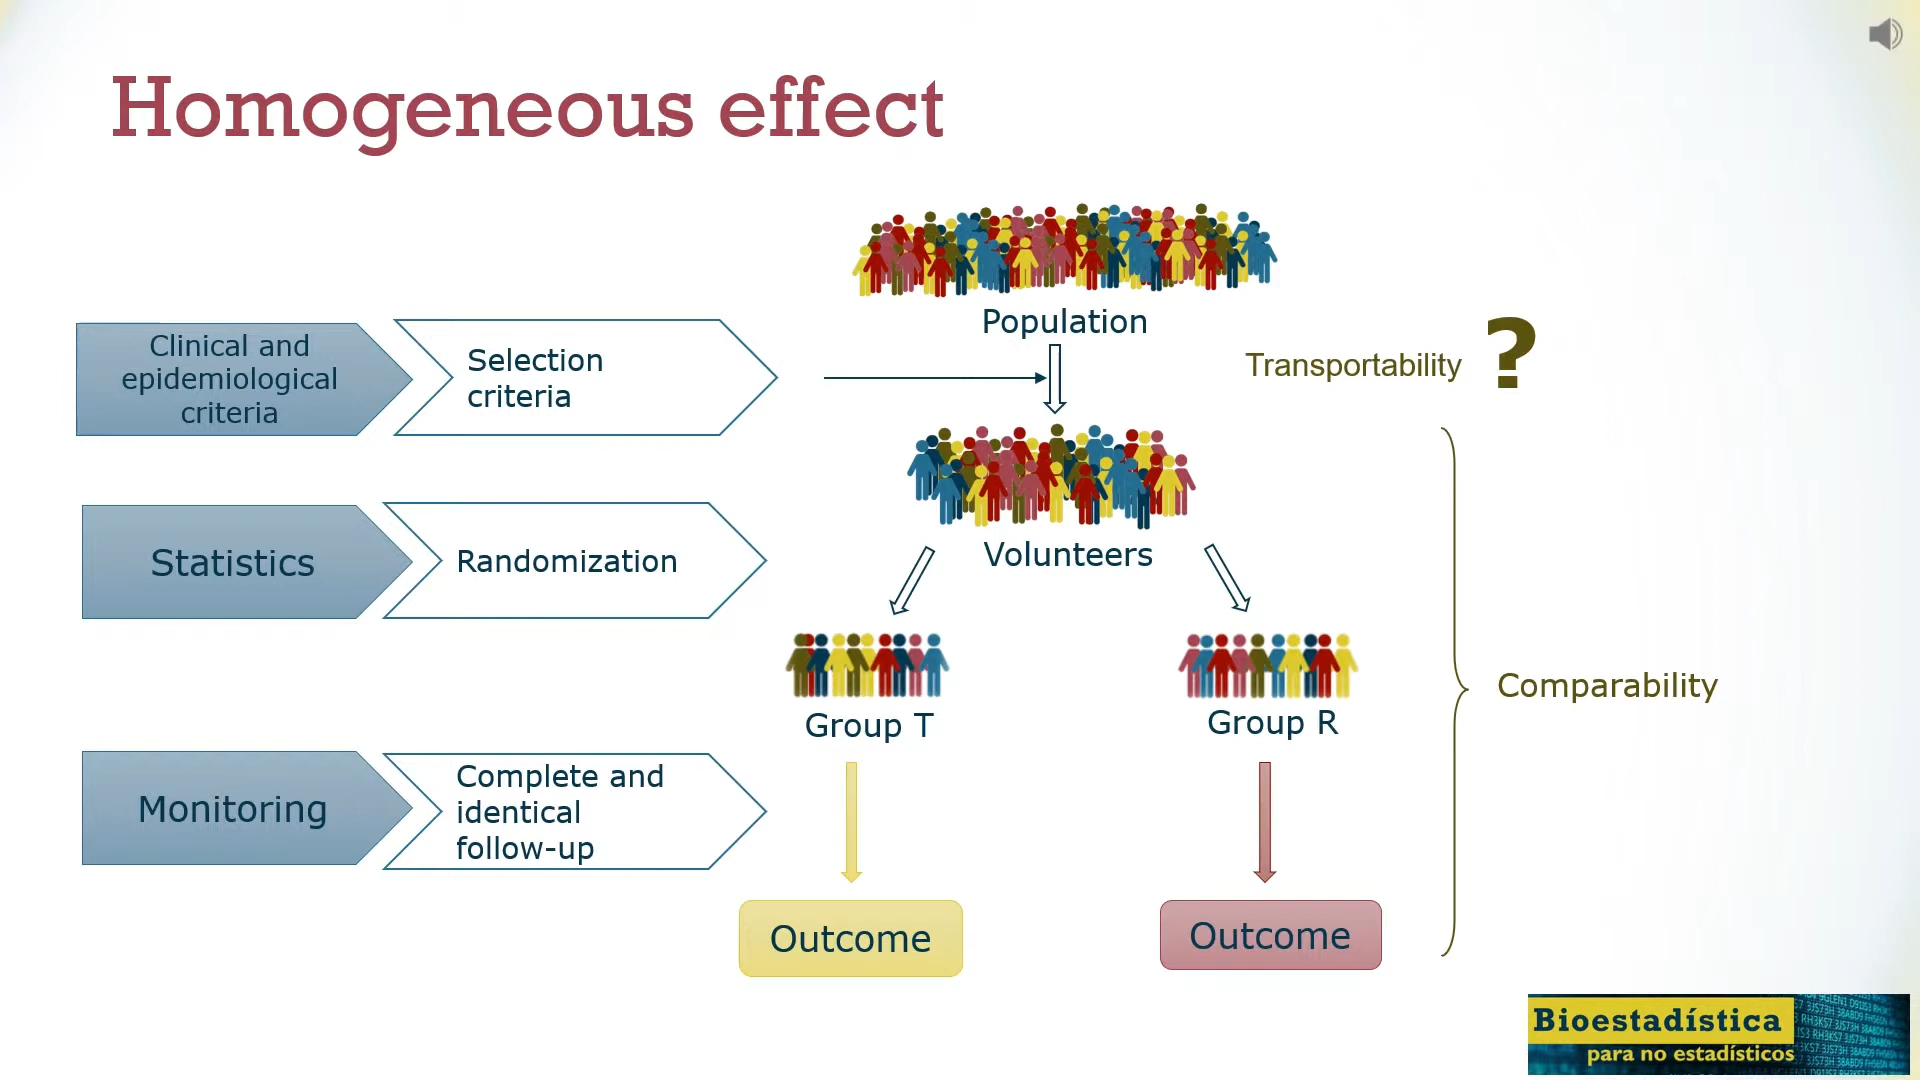 Homogeneous effect
Population
Clinical and
epidemiological
criteria
Selection
criteria
Transportability ?
Volunteers
Statistics
Randomization
Group T
Group R
Comparability
Monitoring
Complete and
identical
follow-up
Outcome
Outcome
Bioestadística
para no estadísticos